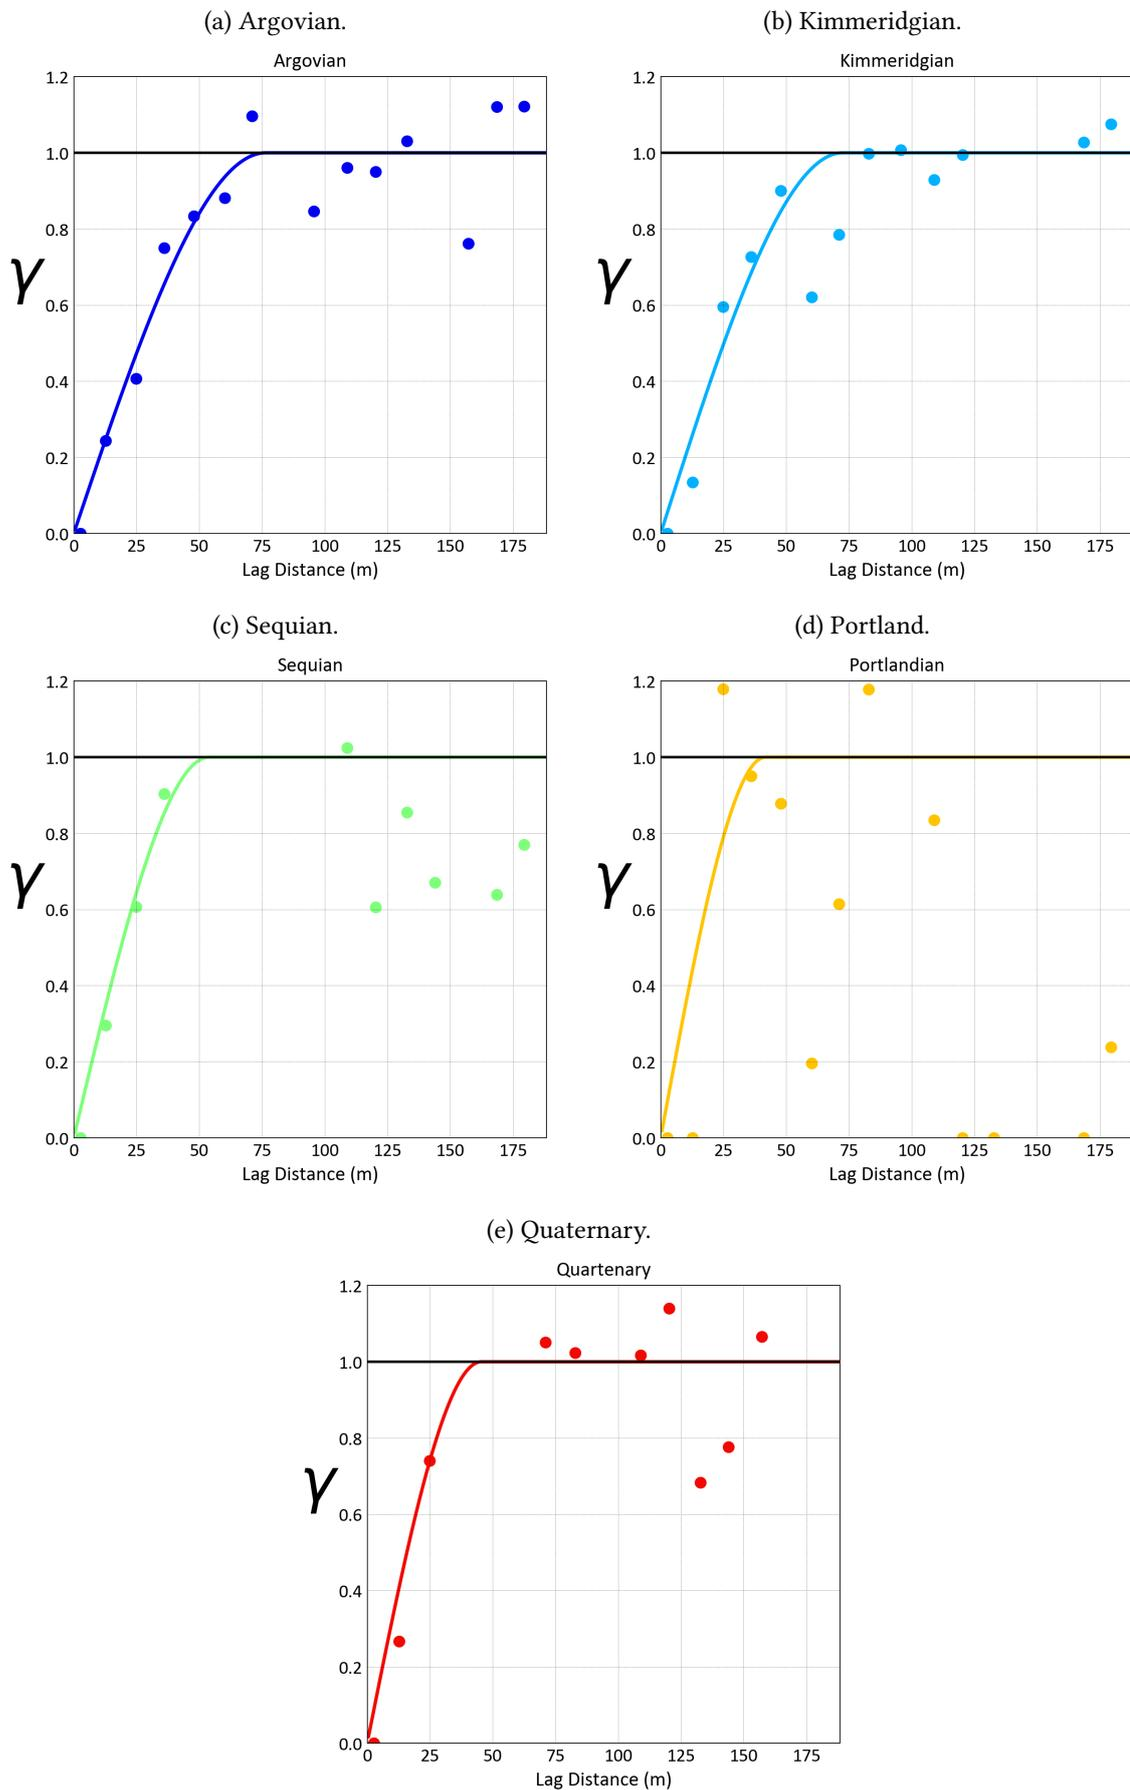 (a) Argovian.
Argovian
1.2
1.0
0.8
0.6
0.4
0.2
0.0
γ
0 25 50 75 100 125 150 175
Lag Distance (m)
(b) Kimmeridgian.
Kimmeridgian
1.2
1.0
0.8
0.6
0.4
0.2
0.0
γ
0 25 50 75 100 125 150 175
Lag Distance (m)
(c) Sequian.
Sequian
1.2
1.0
0.8
0.6
0.4
0.2
0.0
γ
0 25 50 75 100 125 150 175
Lag Distance (m)
(d) Portland.
Portlandian
1.2
1.0
0.8
0.6
0.4
0.2
0.0
γ
0 25 50 75 100 125 150 175
Lag Distance (m)
(e) Quaternary.
Quartenary
1.2
1.0
0.8
0.6
0.4
0.2
0.0
γ
0 25 50 75 100 125 150 175
Lag Distance (m)